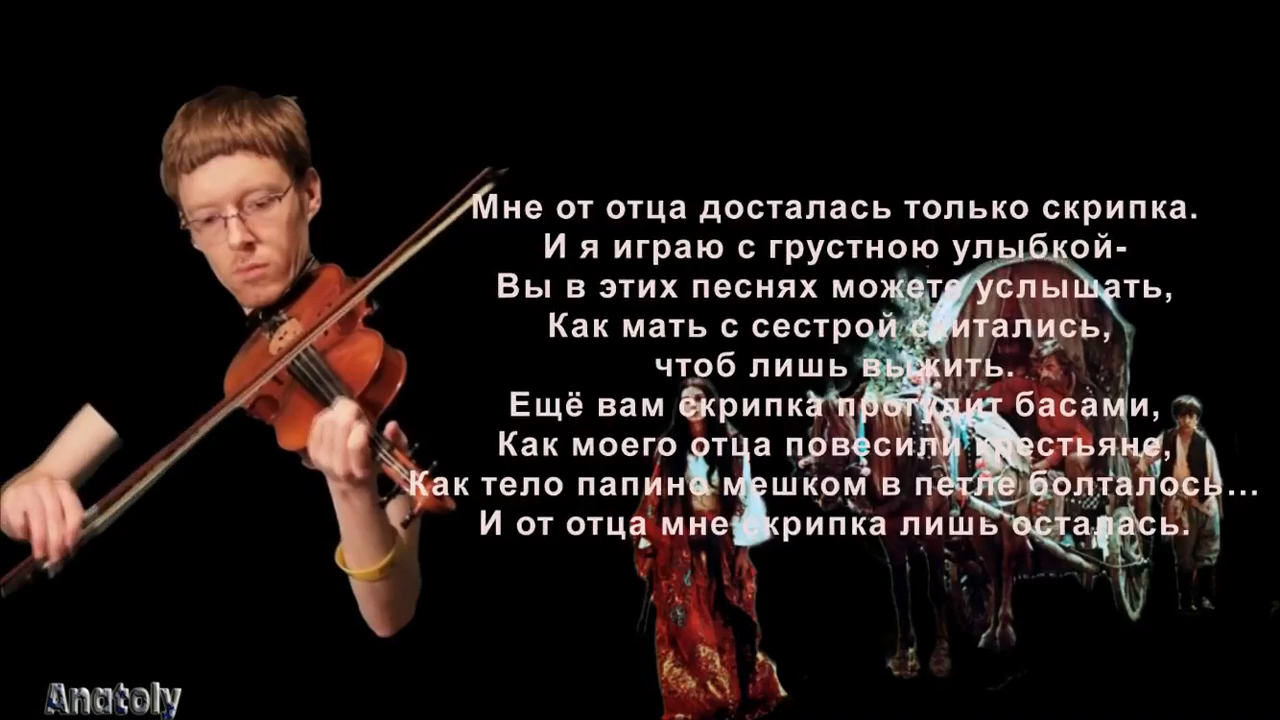 Мне от отца досталась только скрипка.
И я играю с грустною улыбкой-
Вы в этих песнях можете услышать,
Как мать с сестрой скитались,
чтоб лишь выжить.
Ещё вам скрипка прогудит басами,
Как моего отца повесили крестьяне,
Как тело папино мешком в петле болталось...
И от отца мне скрипка лишь осталась.
Anatoly